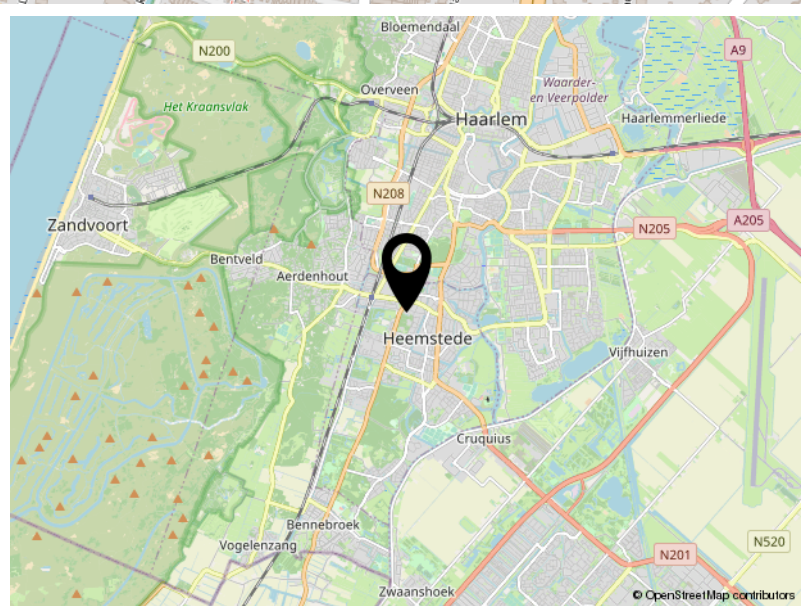 Bloemendaal
N200
A9
Overveen
Waarder-
en Veerpolder
Het Kraansvlak
Haarlem
Haarlemmerliede
N208
Zandvoort
A205
N205
Bentveld
Aerdenhout
Heemstede
Vijfhuizen
Cruquius
Bennebroek
Vogelenzang
N520
N201
Zwaanshoek
© OpenStreetMap contributors